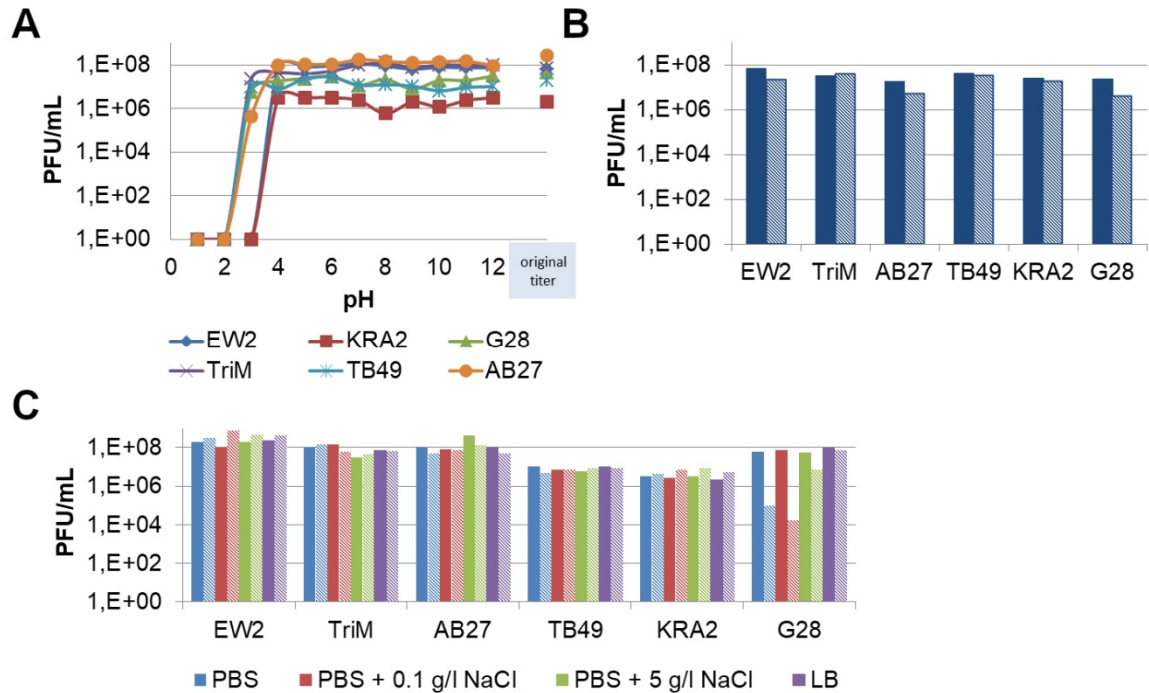 A
PFU/mL
1,E+08
1,E+06
1,E+04
1,E+02
1,E+00
0 2 4 6 8 10 12
original
titer
pH
EW2 KRA2 G28
TriM TB49 AB27
B
PFU/mL
1,E+08
1,E+06
1,E+04
1,E+02
1,E+00
EW2 TriM AB27 TB49 KRA2 G28
C
PFU/mL
1,E+08
1,E+06
1,E+04
1,E+02
1,E+00
EW2 TriM AB27 TB49 KRA2 G28
PBS PBS + 0.1 g/l NaCl PBS + 5 g/l NaCl LB